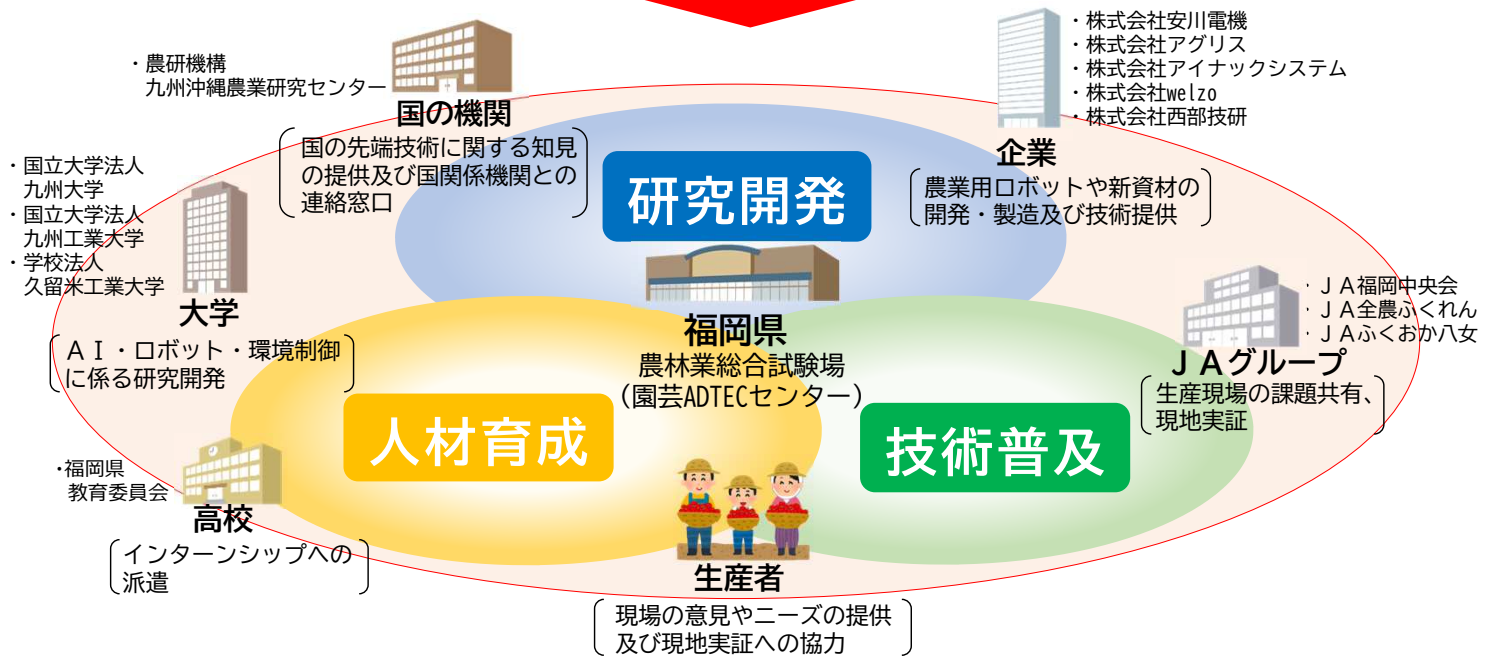 ・農研機構
九州沖縄農業研究センター
国の機関
国の先端技術に関する知見
の提供及び国関係機関との
連絡窓口
・株式会社安川電機
・株式会社アグリス
・株式会社アイナックシステム
・株式会社welzo
・株式会社西部技研
企業
農業用ロボットや新資材の
開発・製造及び技術提供
研究開発
・国立大学法人
九州大学
・国立大学法人
九州工業大学
・学校法人
久留米工業大学
大学
ＡＩ・ロボット・環境制御
に係る研究開発
福岡県
農林業総合試験場
（園芸ADTECセンター）
・ＪＡ福岡中央会
・ＪＡ全農ふくれん
・ＪＡふくおか八女
ＪＡグループ
生産現場の課題共有、
現地実証
人材育成
技術普及
・福岡県
教育委員会
高校
インターンシップへの
派遣
生産者
現場の意見やニーズの提供
及び現地実証への協力